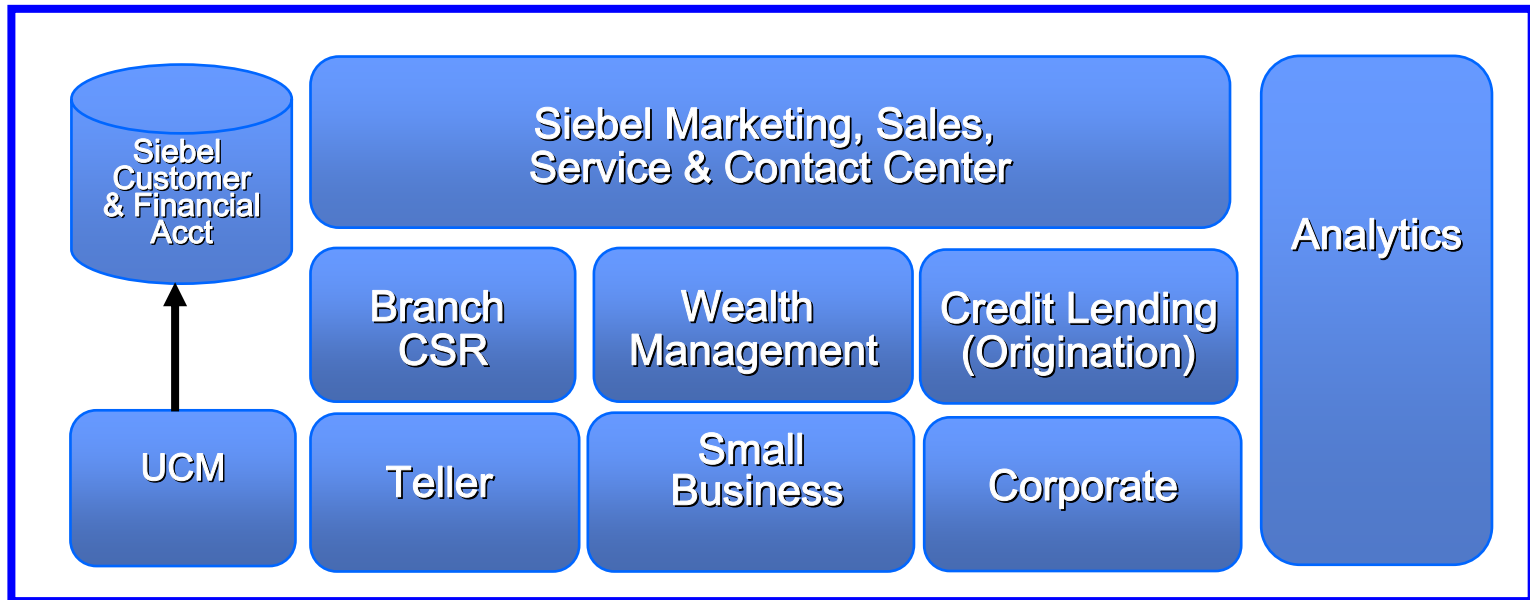 Siebel
Customer
& Financial
Acct
Siebel Marketing, Sales,
Service & Contact Center
Analytics
Branch
CSR
Wealth
Management
Credit Lending
(Origination)
UCM
Teller
Small
Business
Corporate